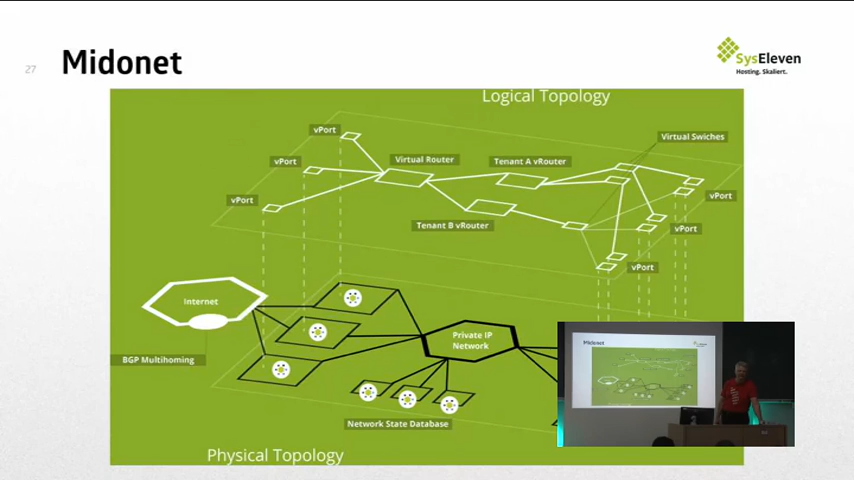 27
Midonet
SysEleven
Hosting. Skaliert.
Logical Topology
vPort
Virtual Swiches
vPort
Virtual Router
Tenant A vRouter
vPort
vPort
Tenant B vRouter
vPort
vPort
Internet
Private IP
Network
BGP Multihoming
Network State Database
Physical Topology
Midonet